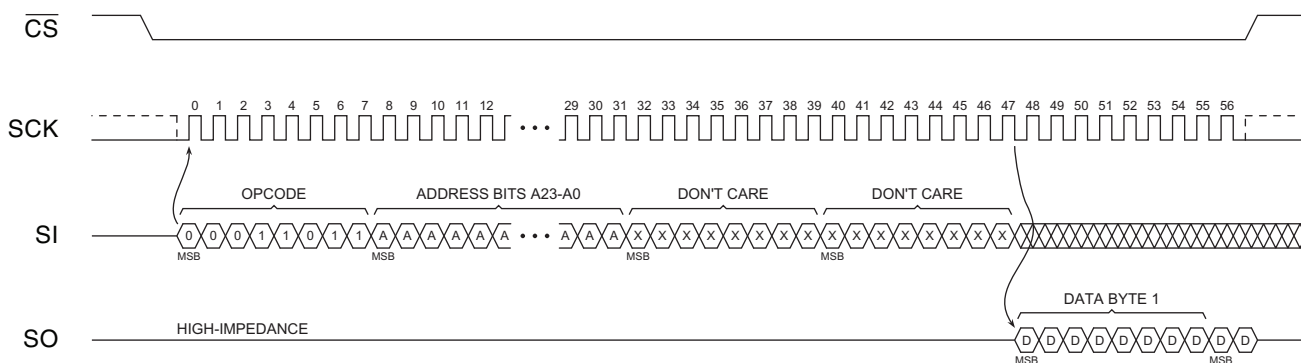 CS
0 1 2 3 4 5 6 7 8 9 10 11 12 29 30 31 32 33 34 35 36 37 38 39 40 41 42 43 44 45 46 47 48 49 50 51 52 53 54 55 56
SCK •••
OPCODE ADDRESS BITS A23-A0 DON'T CARE DON'T CARE
SI 0 0 0 1 1 0 1 1 A A A A A A ••• A A A X X X X X X X X X X X X X X X X
MSB MSB MSB MSB
DATA BYTE 1
HIGH-IMPEDANCE
SO D D D D D D D D D D
MSB MSB